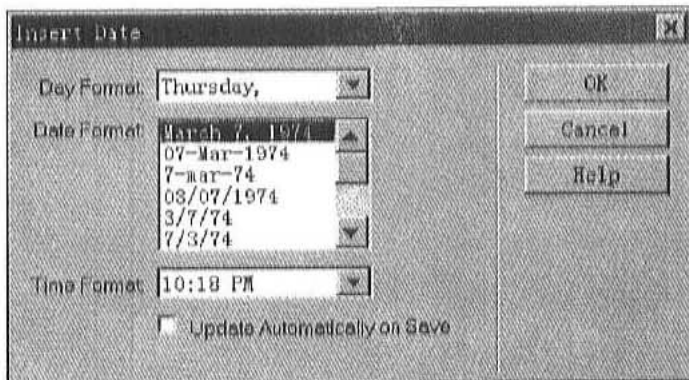 Insert Date
Day Format: Thursday,
OK
Date Format: March 7, 1974
07-Mar-1974
7-mar-74
03/07/1974
3/7/74
7/3/74
Cancel
Help
Time Format: 10:18 PM
Update Automatically on Save